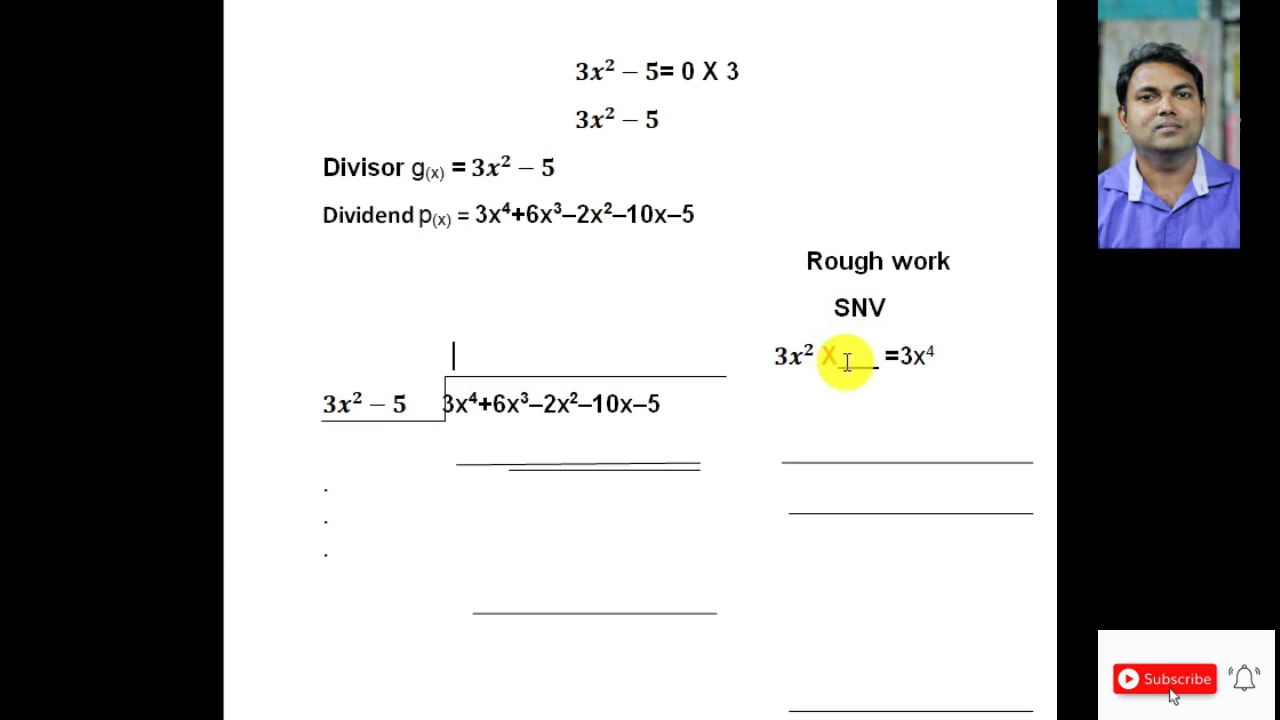 3x² − 5= 0 X 3
3x² − 5
Divisor g(x) = 3x² − 5
Dividend p(x) = 3x⁴+6x³–2x²–10x–5
Rough work
SNV
3x² X ___ =3x⁴
3x² − 5 3x⁴+6x³–2x²–10x–5
.
.
.
Subscribe